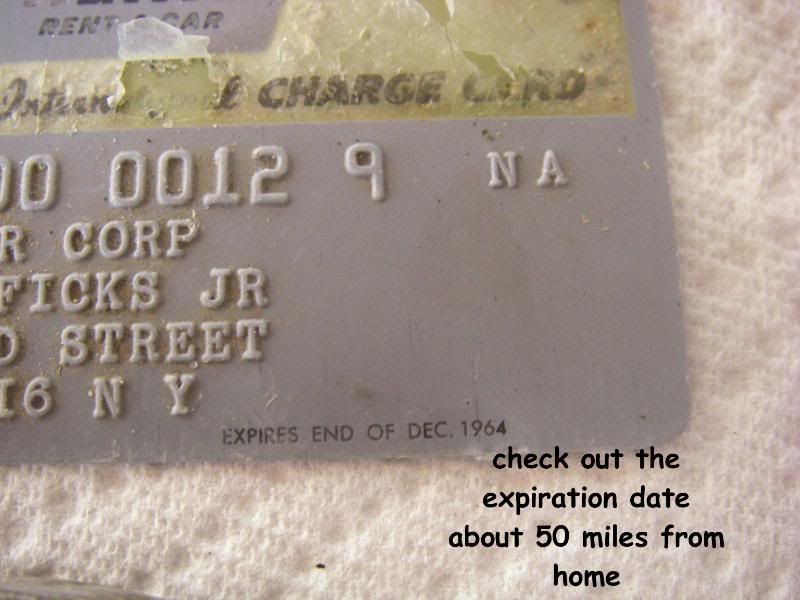 RENT A CAR
International CHARGE CARD
00 0012 9 NA
R CORP
FICKS JR
D STREET
16 N Y
EXPIRES END OF DEC. 1964
check out the
expiration date
about 50 miles from
home